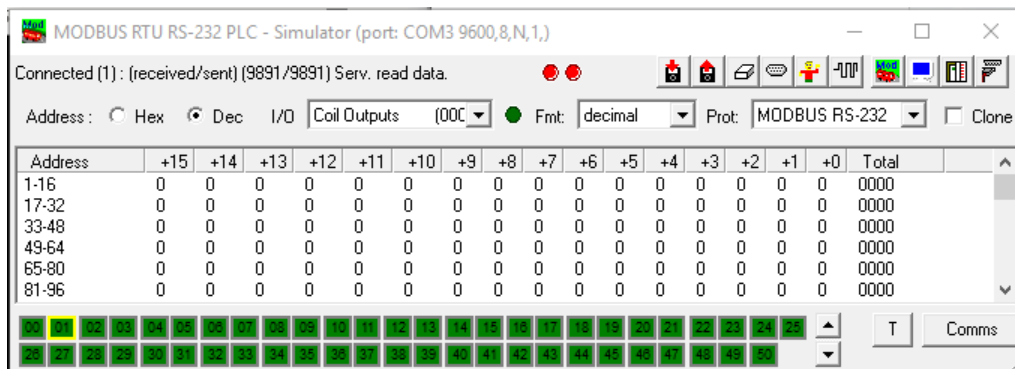 MODBUS RTU RS-232 PLC - Simulator (port: COM3 9600,8,N,1,)
Connected (1) : (received/sent) (9891/9891) Serv. read data.
Address : Hex Dec I/O Coil Outputs (000 Fmt: decimal Prot: MODBUS RS-232 Clone
Address +15 +14 +13 +12 +11 +10 +9 +8 +7 +6 +5 +4 +3 +2 +1 +0 Total
1-16 0 0 0 0 0 0 0 0 0 0 0 0 0 0 0 0 0000
17-32 0 0 0 0 0 0 0 0 0 0 0 0 0 0 0 0 0000
33-48 0 0 0 0 0 0 0 0 0 0 0 0 0 0 0 0 0000
49-64 0 0 0 0 0 0 0 0 0 0 0 0 0 0 0 0 0000
65-80 0 0 0 0 0 0 0 0 0 0 0 0 0 0 0 0 0000
81-96 0 0 0 0 0 0 0 0 0 0 0 0 0 0 0 0 0000
00 01 02 03 04 05 06 07 08 09 10 11 12 13 14 15 16 17 18 19 20 21 22 23 24 25 T Comms
26 27 28 29 30 31 32 33 34 35 36 37 38 39 40 41 42 43 44 45 46 47 48 49 50